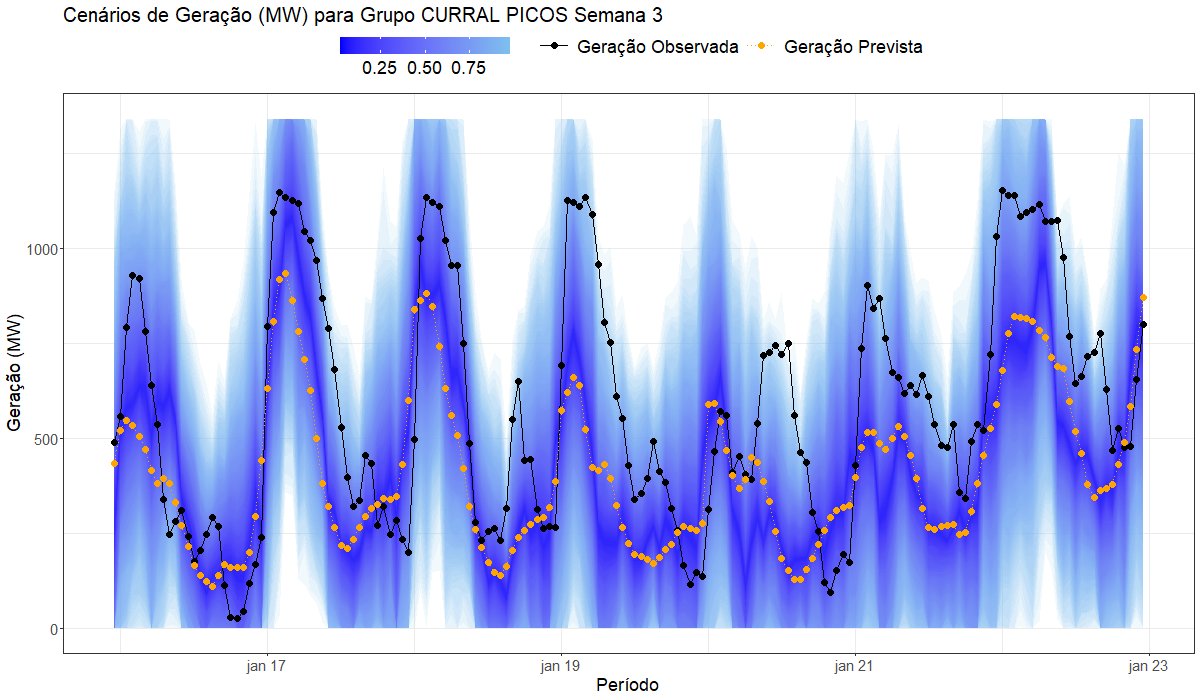 Cenários de Geração (MW) para Grupo CURRAL PICOS Semana 3
0.25 0.50 0.75
Geração Observada
Geração Prevista
Geração (MW)
1000
500
0
jan 17
jan 19
jan 21
jan 23
Período